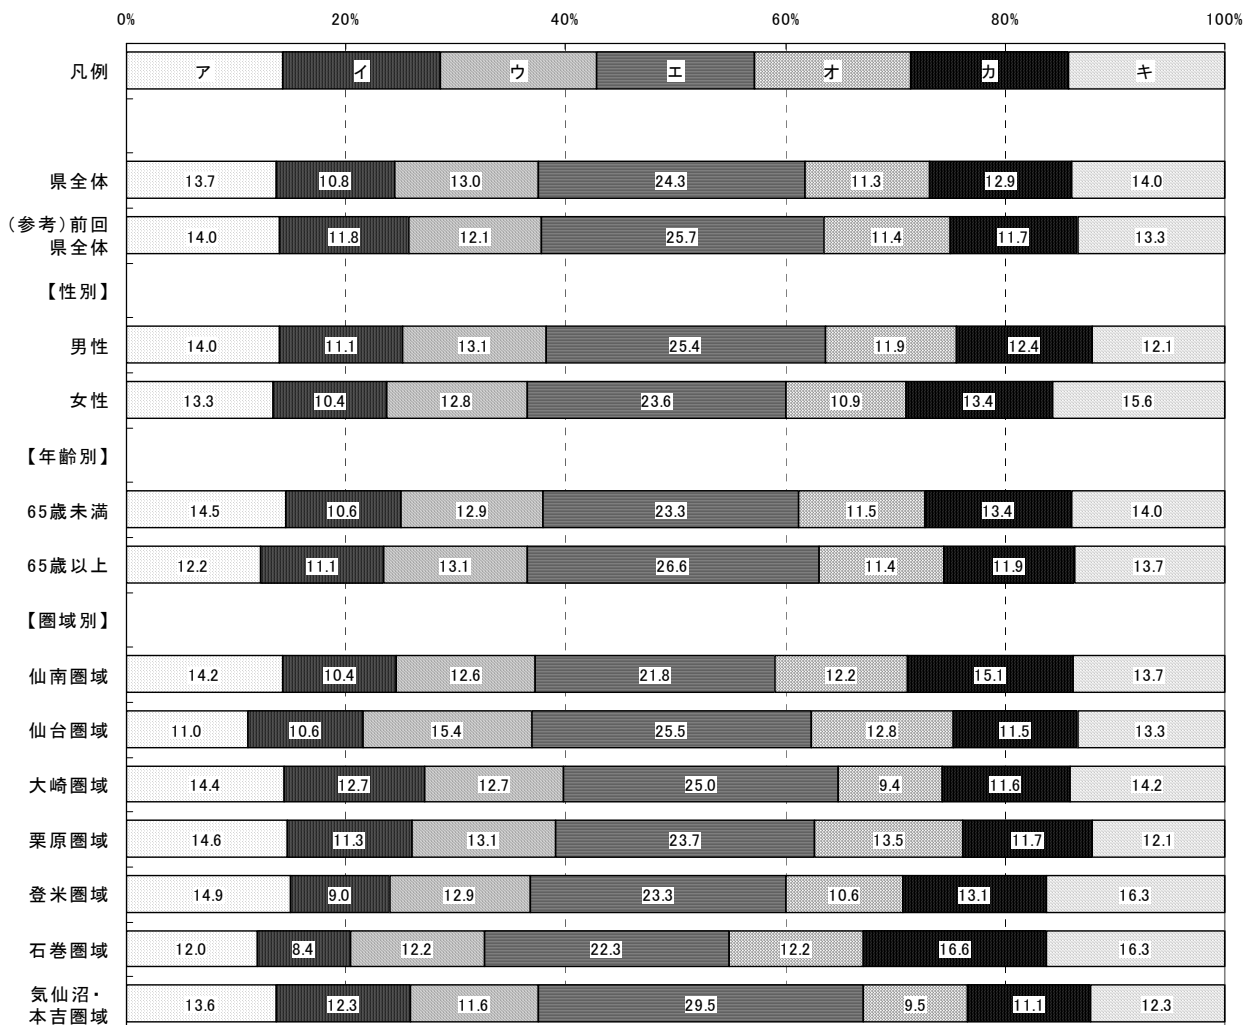 0% 20% 40% 60% 80% 100%
凡例 ア イ ウ エ オ カ キ
県全体 13.7 10.8 13.0 24.3 11.3 12.9 14.0
(参考)前回
県全体 14.0 11.8 12.1 25.7 11.4 11.7 13.3
【性別】
男性 14.0 11.1 13.1 25.4 11.9 12.4 12.1
女性 13.3 10.4 12.8 23.6 10.9 13.4 15.6
【年齢別】
65歳未満 14.5 10.6 12.9 23.3 11.5 13.4 14.0
65歳以上 12.2 11.1 13.1 26.6 11.4 11.9 13.7
【圏域別】
仙南圏域 14.2 10.4 12.6 21.8 12.2 15.1 13.7
仙台圏域 11.0 10.6 15.4 25.5 12.8 11.5 13.3
大崎圏域 14.4 12.7 12.7 25.0 9.4 11.6 14.2
栗原圏域 14.6 11.3 13.1 23.7 13.5 11.7 12.1
登米圏域 14.9 9.0 12.9 23.3 10.6 13.1 16.3
石巻圏域 12.0 8.4 12.2 22.3 12.2 16.6 16.3
気仙沼・
本吉圏域 13.6 12.3 11.6 29.5 9.5 11.1 12.3